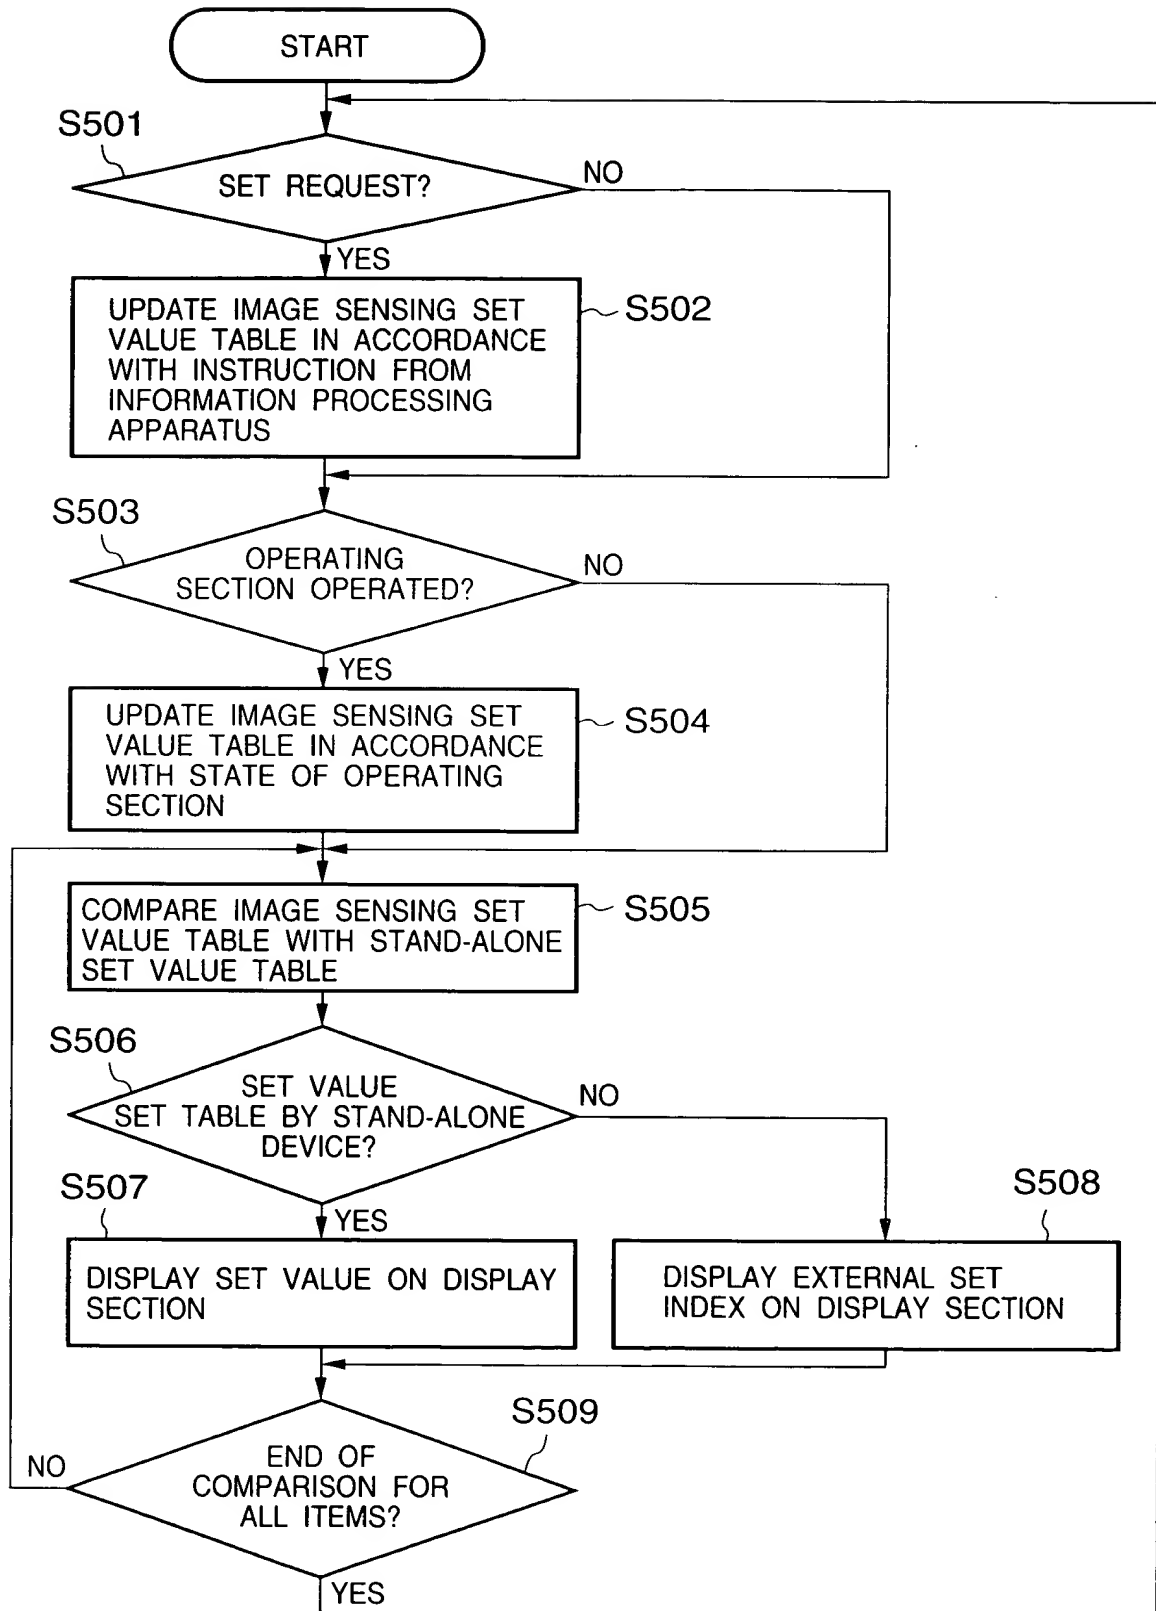 START
S501
SET REQUEST?
NO
YES
UPDATE IMAGE SENSING SET
VALUE TABLE IN ACCORDANCE
WITH INSTRUCTION FROM
INFORMATION PROCESSING
APPARATUS
S502
S503
OPERATING
SECTION OPERATED?
NO
YES
UPDATE IMAGE SENSING SET
VALUE TABLE IN ACCORDANCE
WITH STATE OF OPERATING
SECTION
S504
COMPARE IMAGE SENSING SET
VALUE TABLE WITH STAND-ALONE
SET VALUE TABLE
S505
S506
SET VALUE
SET TABLE BY STAND-ALONE
DEVICE?
NO
YES
S507
DISPLAY SET VALUE ON DISPLAY
SECTION
S508
DISPLAY EXTERNAL SET
INDEX ON DISPLAY SECTION
S509
END OF
COMPARISON FOR
ALL ITEMS?
NO
YES